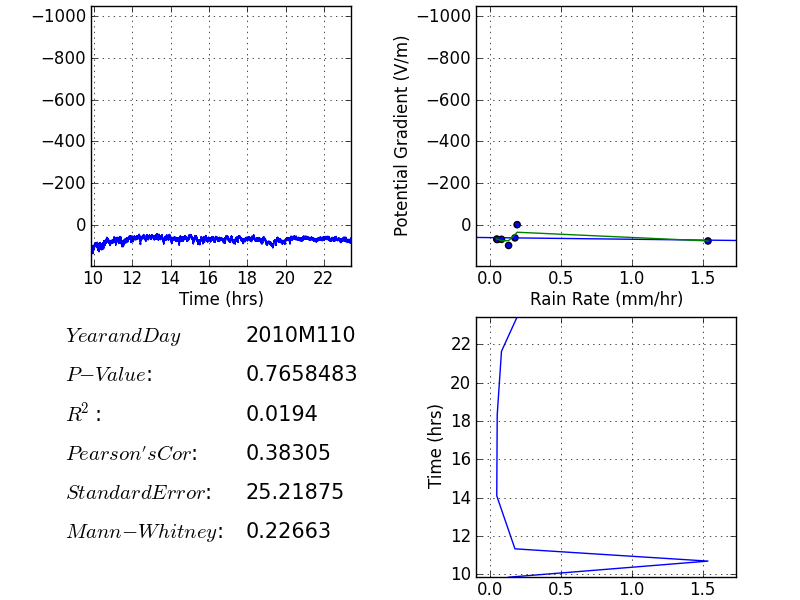 −1000
−800
−600
−400
−200
0
10 12 14 16 18 20 22
Time (hrs)
Potential Gradient (V/m)
−1000
−800
−600
−400
−200
0
0.0 0.5 1.0 1.5
Rain Rate (mm/hr)
YearandDay 2010M110
P−Value: 0.7658483
R²: 0.0194
Pearson'sCor: 0.38305
StandardError: 25.21875
Mann−Whitney: 0.22663
Time (hrs)
22
20
18
16
14
12
10
0.0 0.5 1.0 1.5